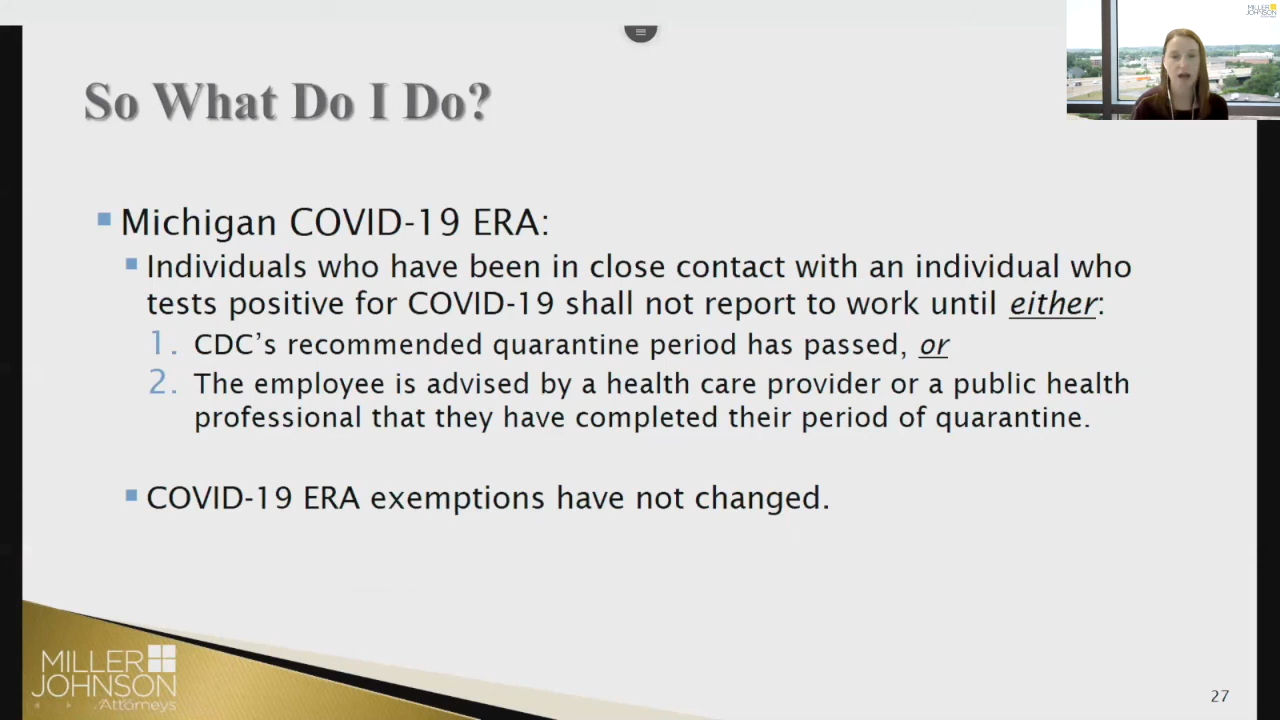 MILLER
JOHNSON
So What Do I Do?
Michigan COVID-19 ERA:
Individuals who have been in close contact with an individual who
tests positive for COVID-19 shall not report to work until either:
1. CDC's recommended quarantine period has passed, or
2. The employee is advised by a health care provider or a public health
professional that they have completed their period of quarantine.
COVID-19 ERA exemptions have not changed.
MILLER
JOHNSON
Attorneys
27